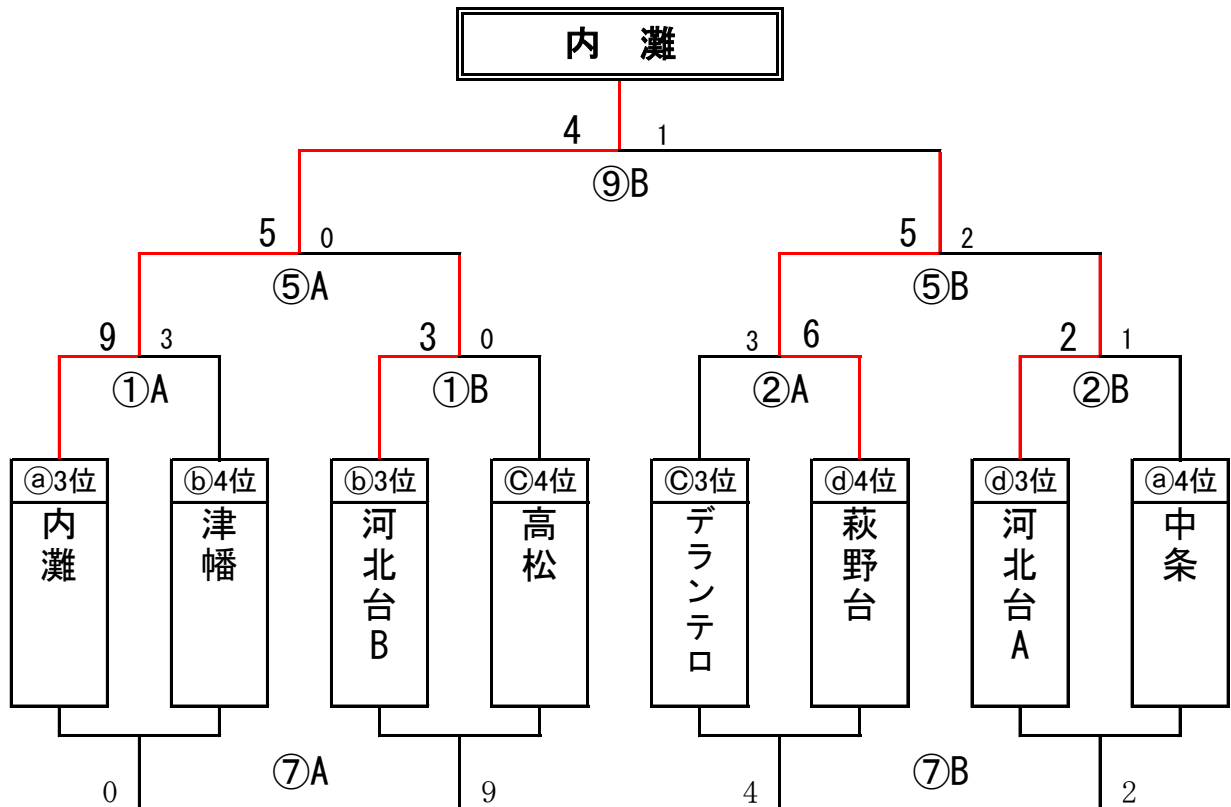 内 灘
4 1
⑨B
5 0 5 2
⑤A ⑤B
9 3 3 0 3 6 2 1
①A ①B ②A ②B
ⓐ3位 ⓑ4位 ⓑ3位 Ⓒ4位 Ⓒ3位 ⓓ4位 ⓓ3位 ⓐ4位
内灘 津幡 河北台B 高松 デランテロ 萩野台 河北台A 中条
⑦A ⑦B
0 9 4 2